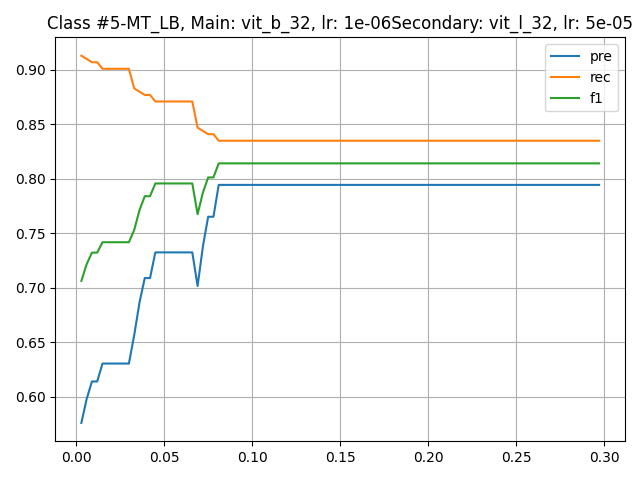 Class #5-MT_LB, Main: vit_b_32, lr: 1e-06Secondary: vit_l_32, lr: 5e-05
pre
rec
f1
0.90
0.85
0.80
0.75
0.70
0.65
0.60
0.00 0.05 0.10 0.15 0.20 0.25 0.30